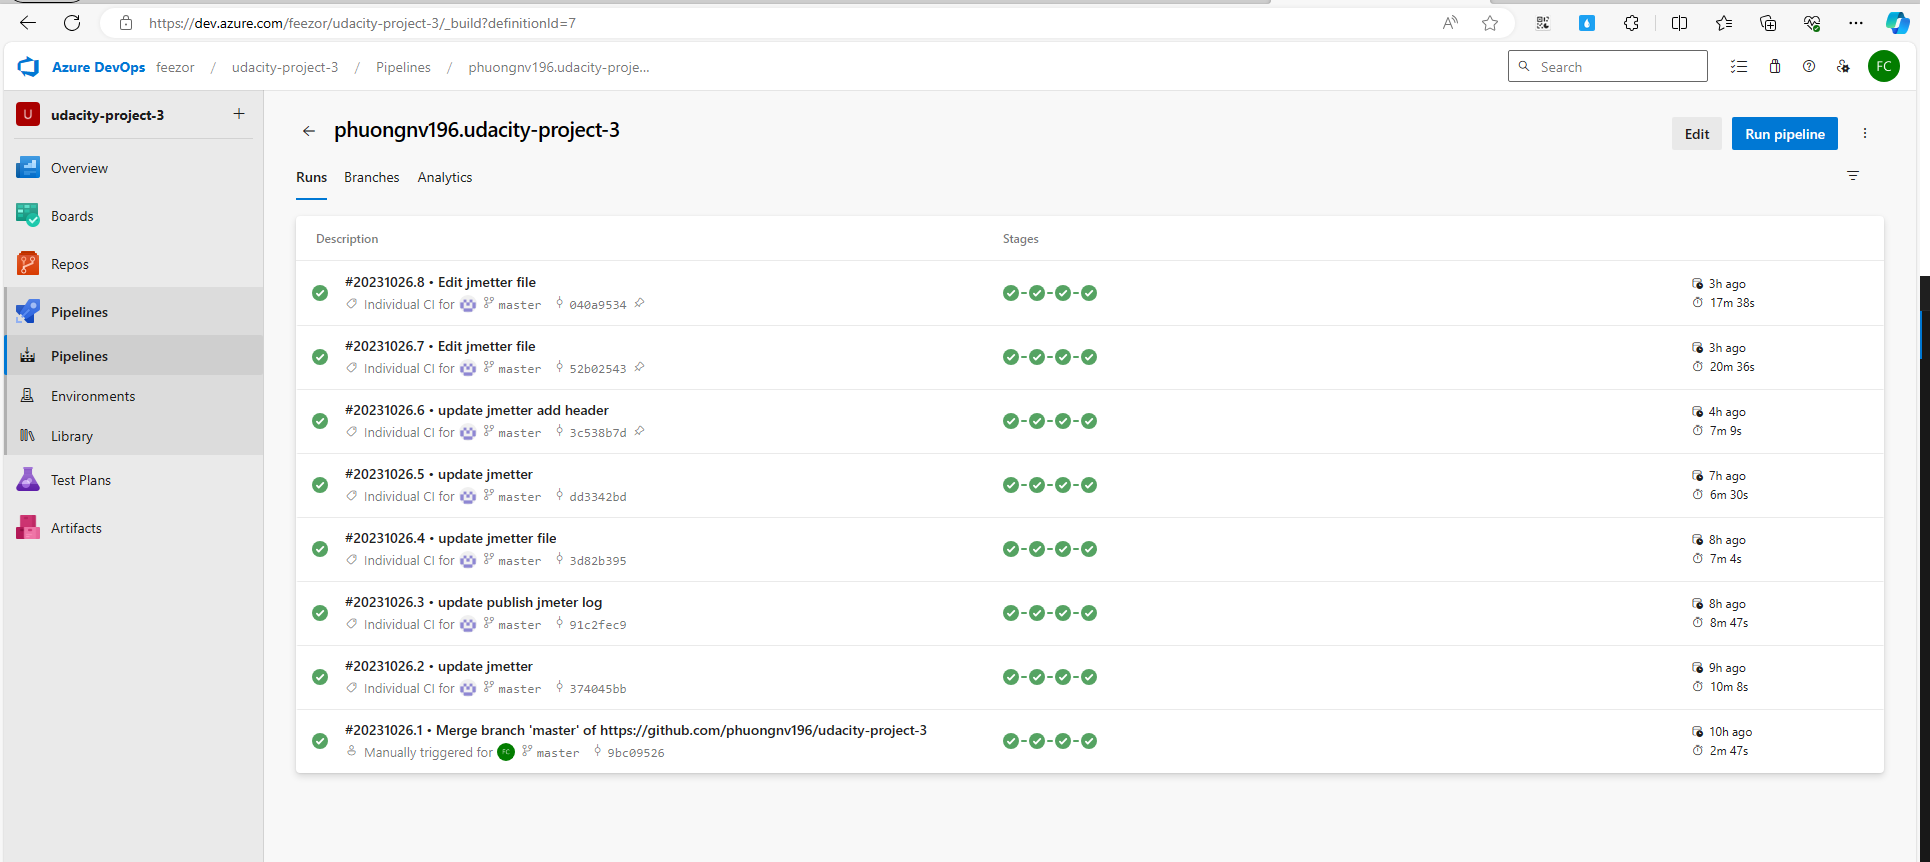 https://dev.azure.com/feezor/udacity-project-3/_build?definitionId=7
Azure DevOps feezor / udacity-project-3 / Pipelines / phuongnv196.udacity-proje...
Search
FC
U udacity-project-3 +
Overview
Boards
Repos
Pipelines
Pipelines
Environments
Library
Test Plans
Artifacts
phuongnv196.udacity-project-3
Edit
Run pipeline
Runs Branches Analytics
Description Stages
#20231026.8 • Edit jmetter file
Individual CI for master 040a9534
3h ago
17m 38s
#20231026.7 • Edit jmetter file
Individual CI for master 52b02543
3h ago
20m 36s
#20231026.6 • update jmetter add header
Individual CI for master 3c538b7d
4h ago
7m 9s
#20231026.5 • update jmetter
Individual CI for master dd3342bd
7h ago
6m 30s
#20231026.4 • update jmetter file
Individual CI for master 3d82b395
8h ago
7m 4s
#20231026.3 • update publish jmeter log
Individual CI for master 91c2fec9
8h ago
8m 47s
#20231026.2 • update jmetter
Individual CI for master 374045bb
9h ago
10m 8s
#20231026.1 • Merge branch 'master' of https://github.com/phuongnv196/udacity-project-3
Manually triggered for FC master 9bc09526
10h ago
2m 47s